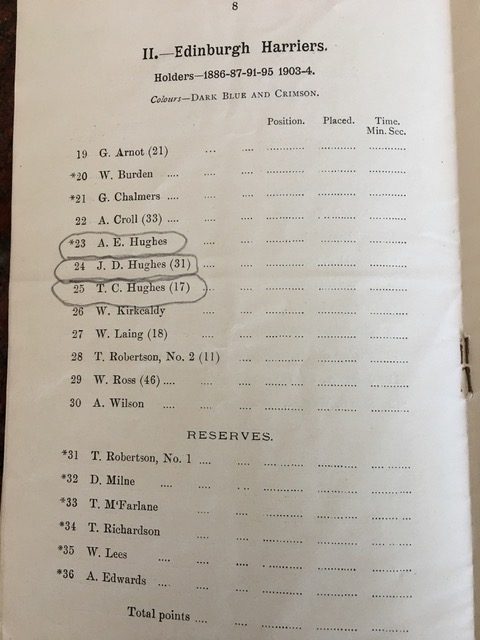 8
II.—Edinburgh Harriers.
Holders—1886-87-91-95 1903-4.
Colours—DARK BLUE AND CRIMSON.
Position. Placed. Time. Min. Sec.
19 G. Arnot (21) ... ... ............ ............ ............
*20 W. Burden .... ... ............ ............ ............
*21 G. Chalmers .... ... ............ ............ ............
22 A. Croll (33) .... ... ............ ............ ............
*23 A. E. Hughes .... ... ............ ............ ............
24 J. D. Hughes (31) .... ... ............ ............ ............
25 T. C. Hughes (17) .... ... ............ ............ ............
26 W. Kirkcaldy .... ... ............ ............ ............
27 W. Laing (18) .... ... ............ ............ ............
28 T. Robertson, No. 2 (11) ... ............ ............ ............
29 W. Ross (46) .... .... ... ............ ............ ............
30 A. Wilson .... .... .... ............ ............ ............
RESERVES.
*31 T. Robertson, No. 1 .... .... ............ ............ ............
*32 D. Milne .... .... .... ............ ............ ............
*33 T. M'Farlane .... .... ............ ............ ............
*34 T. Richardson .... .... ............ ............ ............
*35 W. Lees .... .... .... ............ ............ ............
*36 A. Edwards .... .... .... ............ ............ ............
Total points .... .... ............ ............ ............